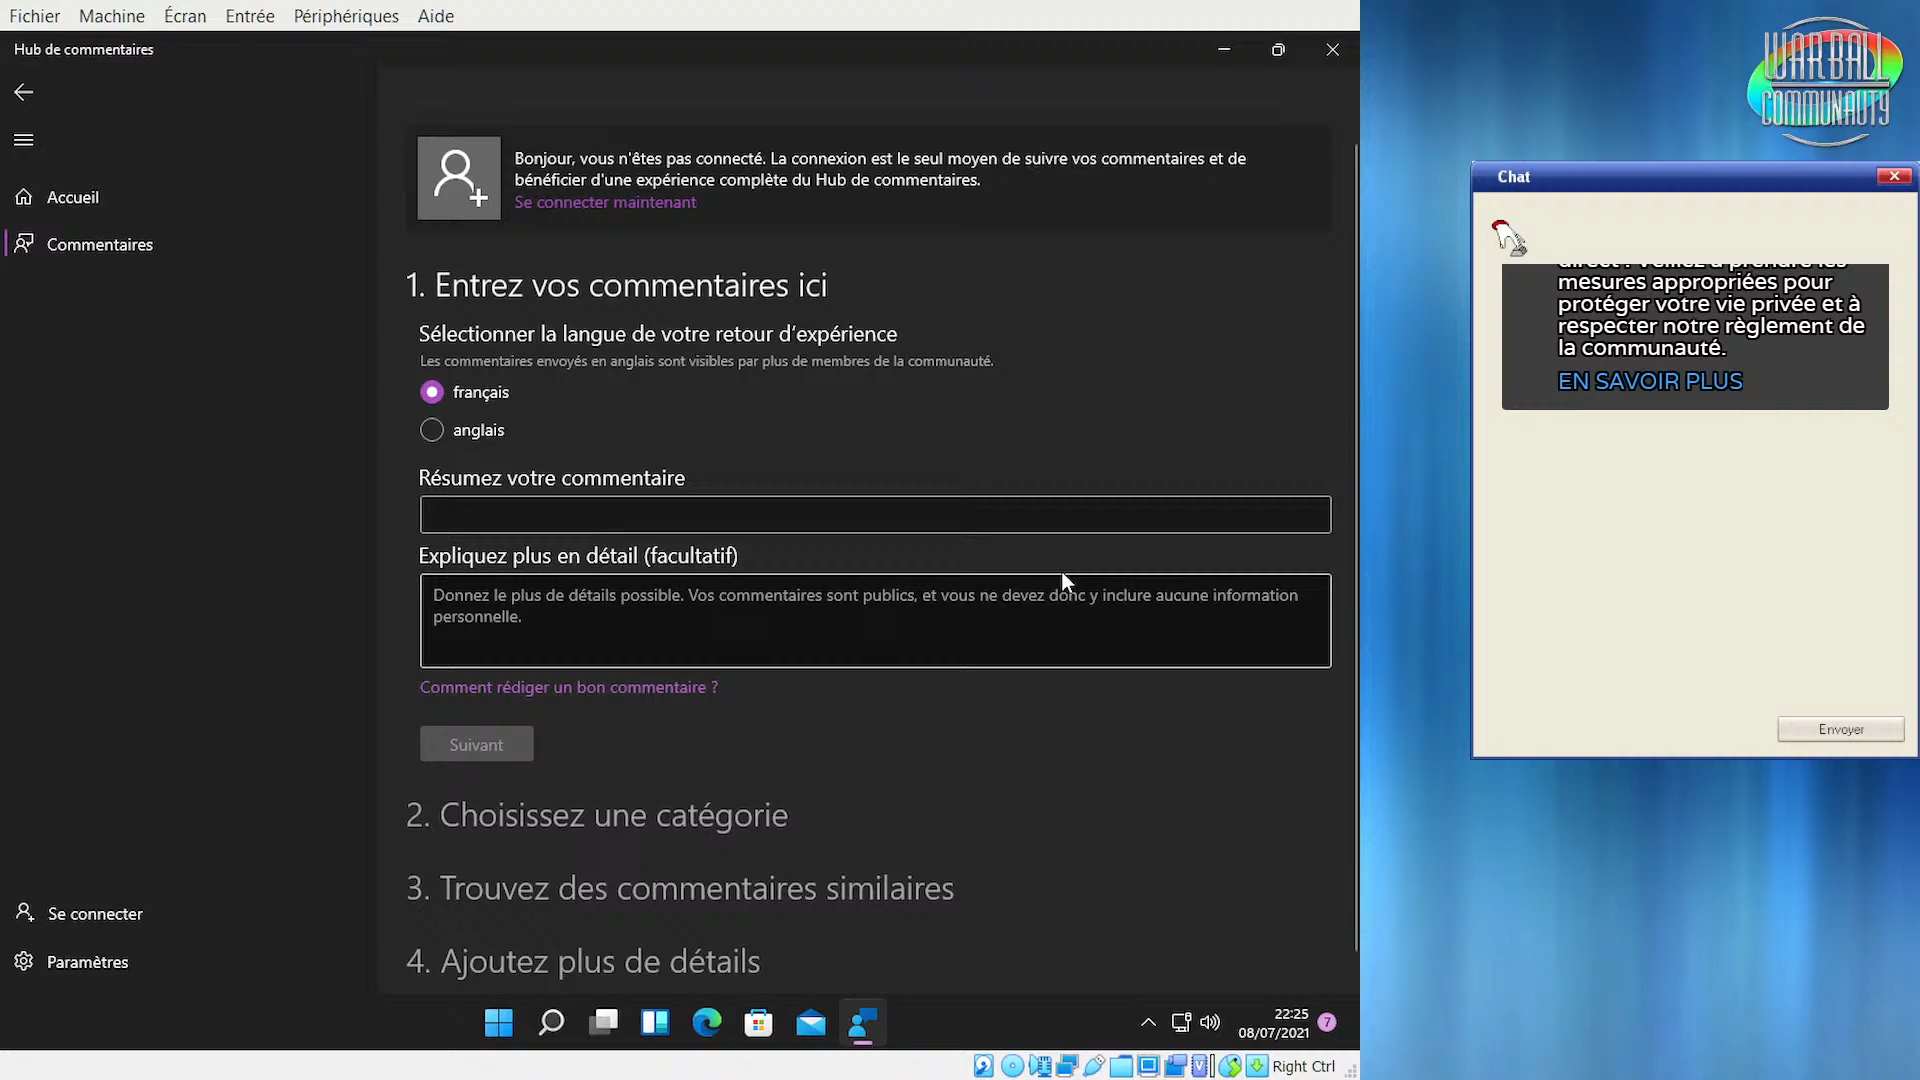 Fichier Machine Écran Entrée Périphériques Aide
Hub de commentaires
Accueil
Commentaires
Bonjour, vous n'êtes pas connecté. La connexion est le seul moyen de suivre vos commentaires et de
bénéficier d'une expérience complète du Hub de commentaires.
Se connecter maintenant
1. Entrez vos commentaires ici
Sélectionner la langue de votre retour d’expérience
Les commentaires envoyés en anglais sont visibles par plus de membres de la communauté.
français
anglais
Résumez votre commentaire
Expliquez plus en détail (facultatif)
Donnez le plus de détails possible. Vos commentaires sont publics, et vous ne devez donc y inclure aucune information
personnelle.
Comment rédiger un bon commentaire ?
Suivant
2. Choisissez une catégorie
3. Trouvez des commentaires similaires
4. Ajoutez plus de détails
Se connecter
Paramètres
22:25
08/07/2021
7
Right Ctrl
WARBALL
COMMUNAUTY
Chat
direct ! Veillez à prendre les
mesures appropriées pour
protéger votre vie privée et à
respecter notre règlement de
la communauté.
EN SAVOIR PLUS
Envoyer